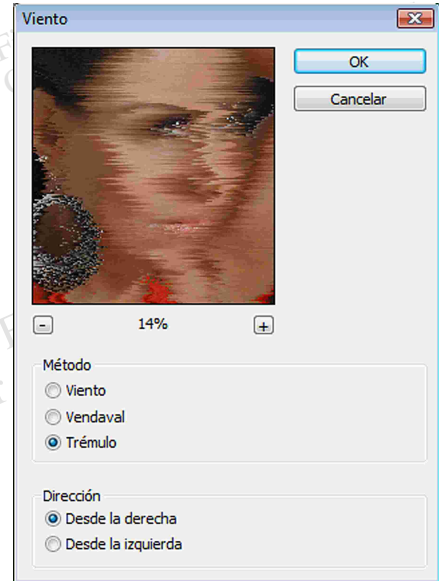 Viento
OK
Cancelar
- 14% +
Método
Viento
Vendaval
Trémulo
Dirección
Desde la derecha
Desde la izquierda